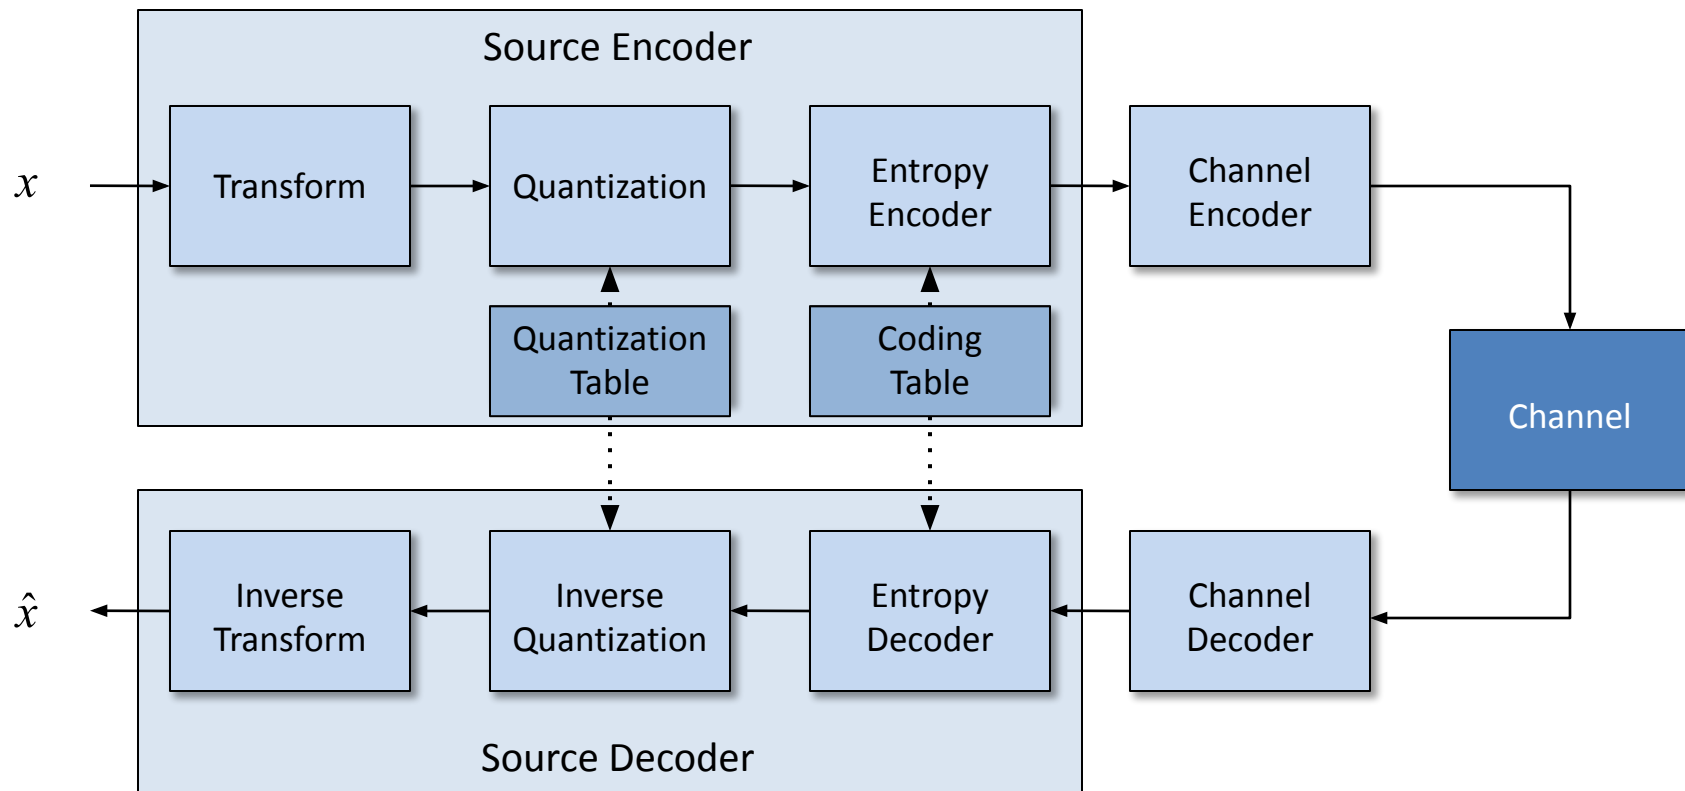 Source Encoder
x
Transform
Quantization
Entropy
Encoder
Channel
Encoder
Quantization
Table
Coding
Table
Channel
x̂
Inverse
Transform
Inverse
Quantization
Entropy
Decoder
Channel
Decoder
Source Decoder